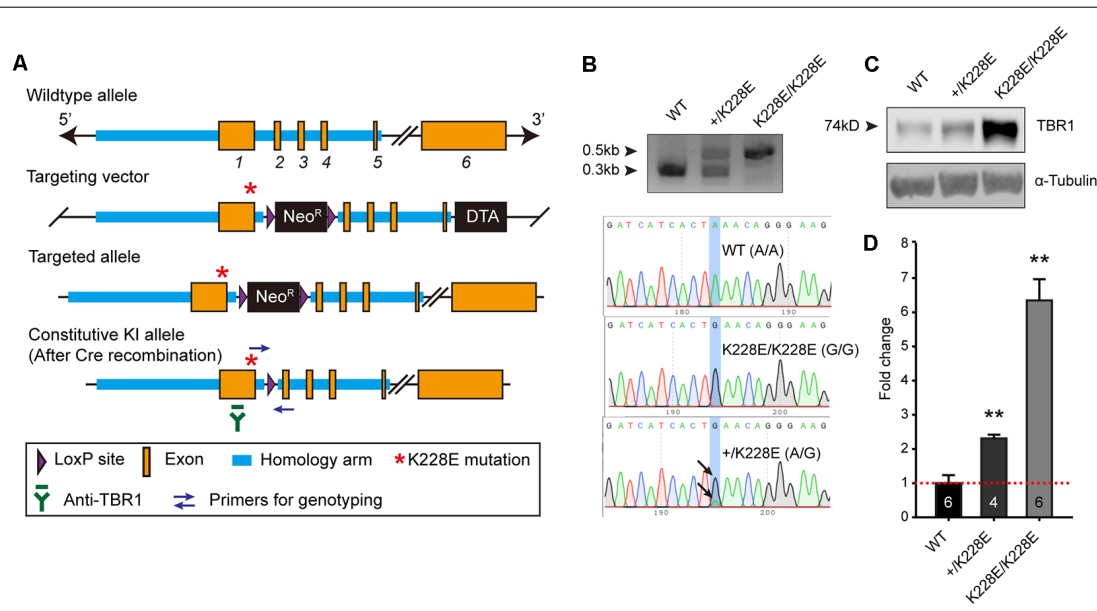 A
Wildtype allele
5’ 3’
1 2 3 4 5 6
Targeting vector
*
NeoR DTA
Targeted allele
*
NeoR
Constitutive KI allele
(After Cre recombination)
*
LoxP site Exon Homology arm * K228E mutation
Anti-TBR1 Primers for genotyping
B
WT +/K228E K228E/K228E
0.5kb
0.3kb
GATCATCACTAAACAGGGAAG
WT (A/A)
180 190
GATCATCACTGAACAGGGAAG
K228E/K228E (G/G)
190 200
GATCATCACTGAACAGGGAAG
+/K228E (A/G)
190 200
C
WT +/K228E K228E/K228E
74kD TBR1
α-Tubulin
D
Fold change
8
7
6
5
4
3
2
1
0
** **
6 4 6
WT +/K228E K228E/K228E